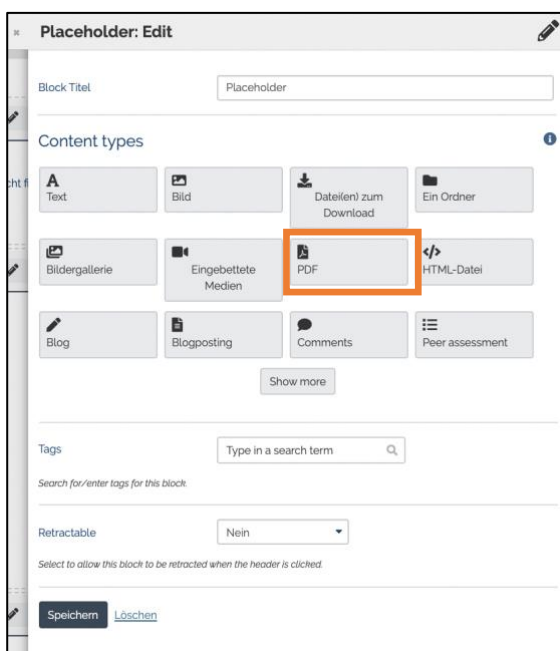 Placeholder: Edit
Block Titel
Placeholder
Content types
Text
Bild
Datei(en) zum
Download
Ein Ordner
Bildergallerie
Eingebettete
Medien
PDF
HTML-Datei
Blog
Blogposting
Comments
Peer assessment
Show more
Tags
Type in a search term
Search for/enter tags for this block.
Retractable
Nein
Select to allow this block to be retracted when the header is clicked.
Speichern Löschen